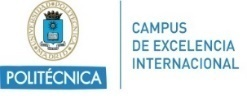 POLITÉCNICA
CAMPUS
DE EXCELENCIA
INTERNACIONAL